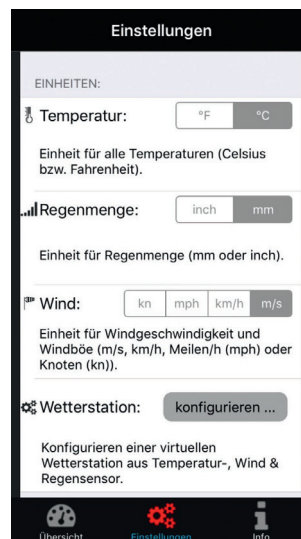 Einstellungen
EINHEITEN:
Temperatur:
°F °C
Einheit für alle Temperaturen (Celsius
bzw. Fahrenheit).
Regenmenge:
inch mm
Einheit für Regenmenge (mm oder inch).
Wind:
kn mph km/h m/s
Einheit für Windgeschwindigkeit und
Windböe (m/s, km/h, Meilen/h (mph) oder
Knoten (kn)).
Wetterstation:
konfigurieren ...
Konfigurieren einer virtuellen
Wetterstation aus Temperatur-, Wind &
Regensensor.
Übersicht Einstellungen Info